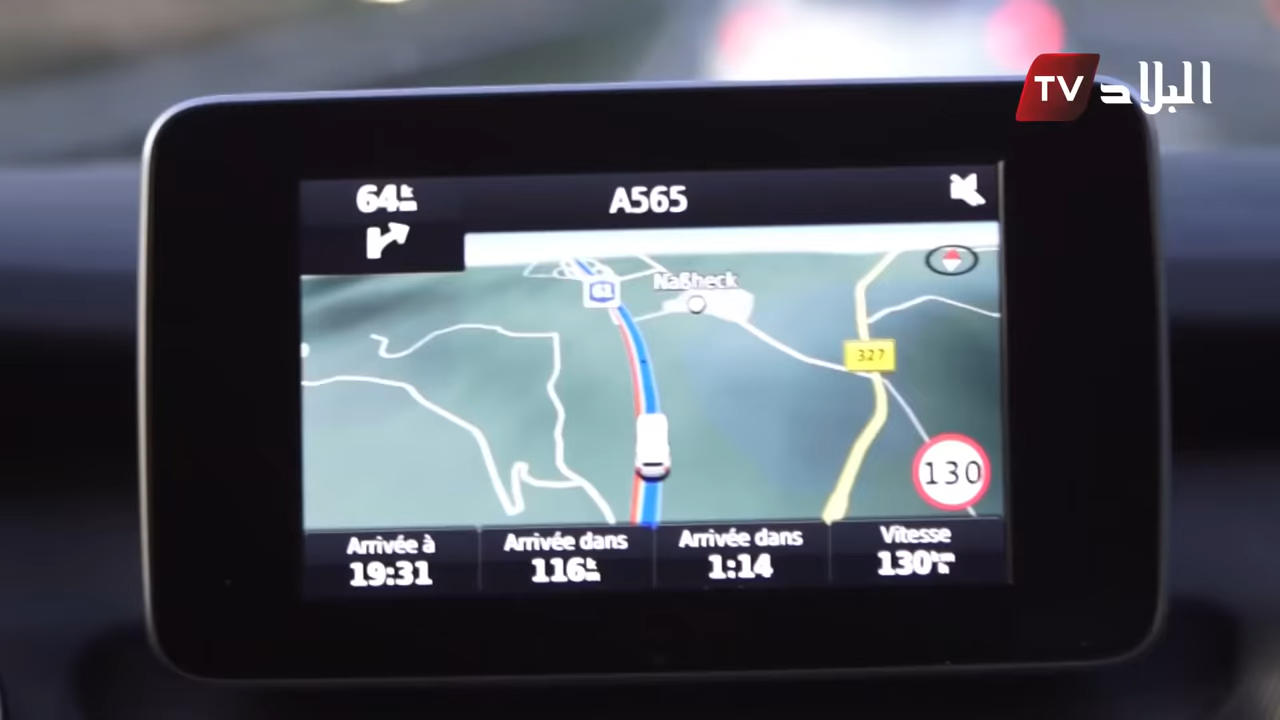 TV البلاد
64 km
A565
Naßheck
61
327
130
Arrivée à
19:31
Arrivée dans
116 km
Arrivée dans
1:14
Vitesse
130 km/h